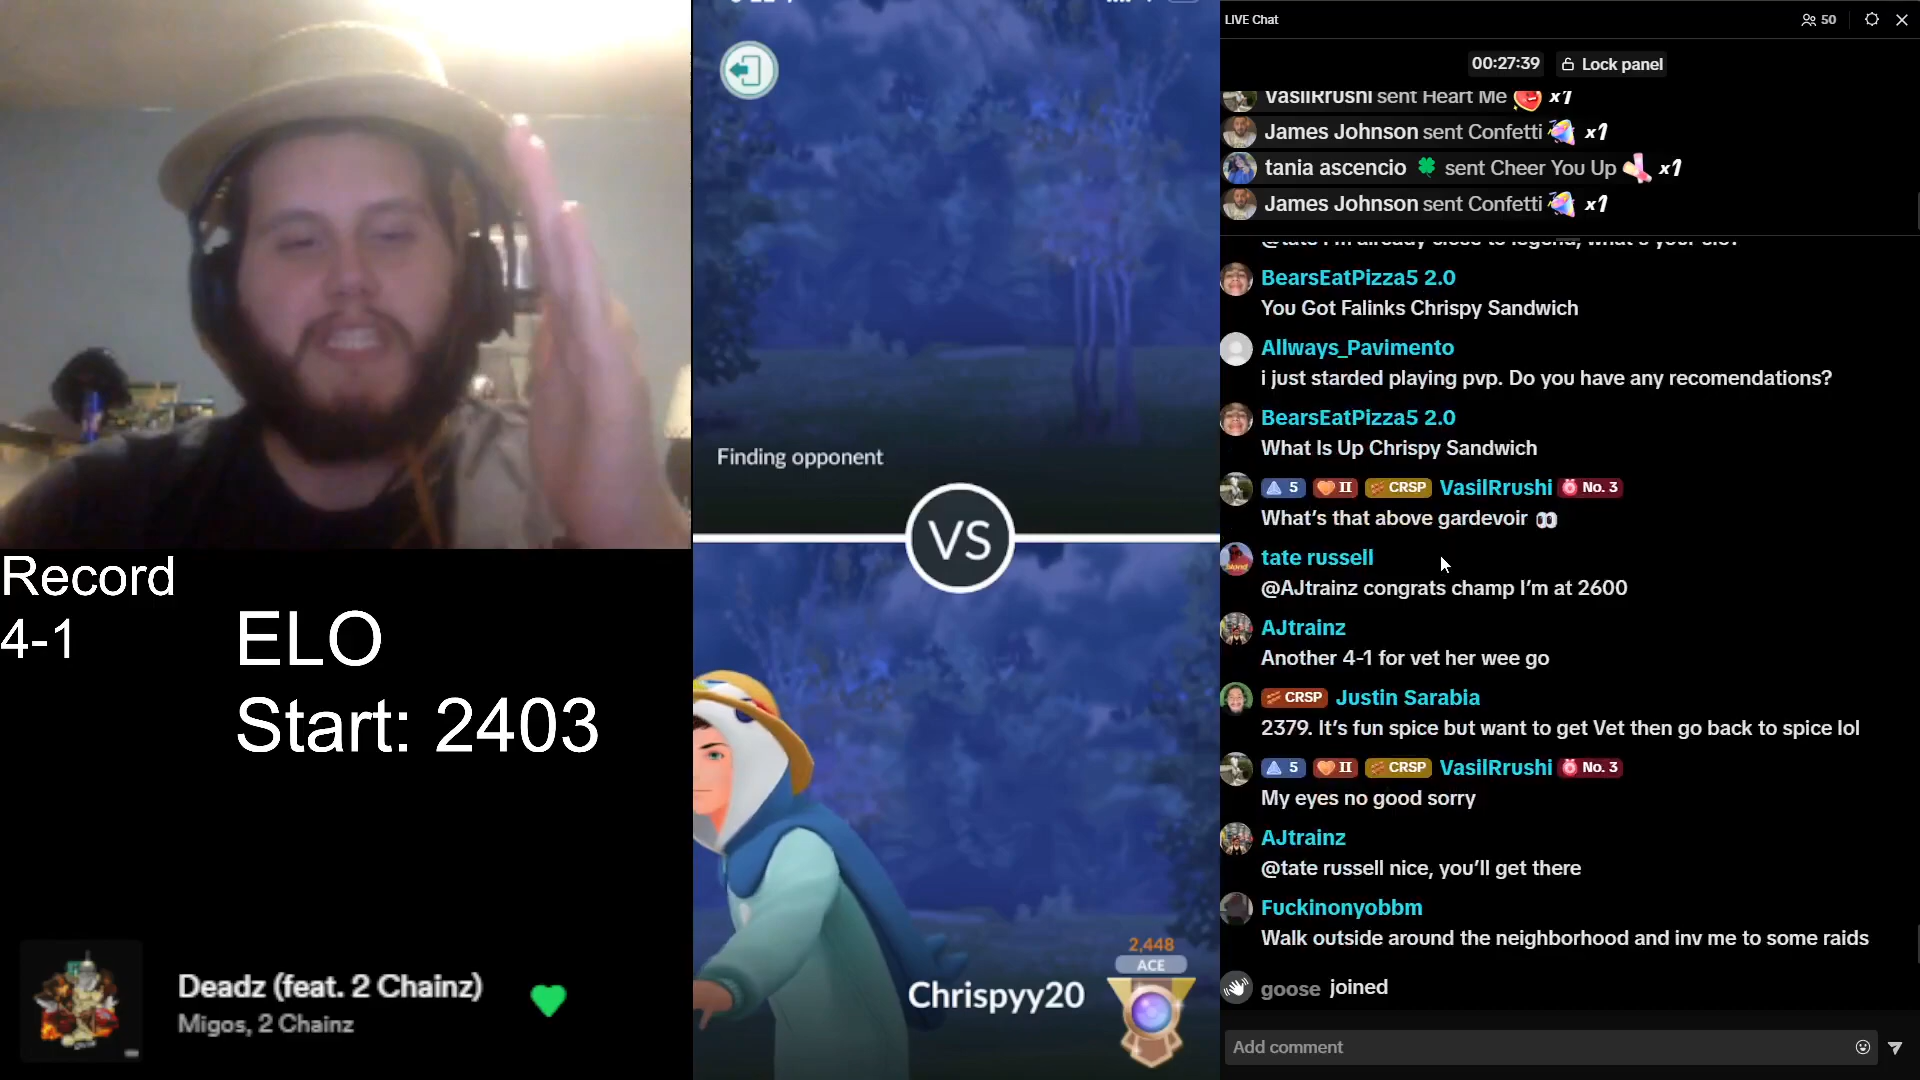 Record
4-1
ELO
Start: 2403
Deadz (feat. 2 Chainz)
Migos, 2 Chainz
Finding opponent
VS
2,448
ACE
Chrispyy20
LIVE Chat
50
00:27:39
Lock panel
VasilRrushi sent Heart Me x1
James Johnson sent Confetti x1
tania ascencio 🍀 sent Cheer You Up x1
James Johnson sent Confetti x1
BearsEatPizza5 2.0
You Got Falinks Chrispy Sandwich
Allways_Pavimento
i just starded playing pvp. Do you have any recomendations?
BearsEatPizza5 2.0
What Is Up Chrispy Sandwich
5 II CRSP VasilRrushi No. 3
What's that above gardevoir 👀
tate russell
@AJtrainz congrats champ I'm at 2600
AJtrainz
Another 4-1 for vet her wee go
CRSP Justin Sarabia
2379. It's fun spice but want to get Vet then go back to spice lol
5 II CRSP VasilRrushi No. 3
My eyes no good sorry
AJtrainz
@tate russell nice, you'll get there
Fuckinonyobbm
Walk outside around the neighborhood and inv me to some raids
goose joined
Add comment